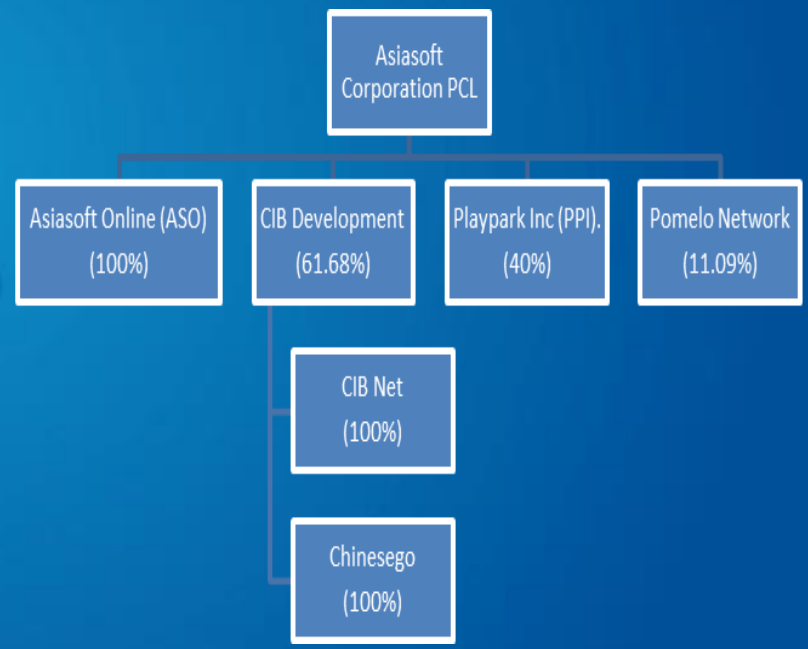 Asiasoft
Corporation PCL
Asiasoft Online (ASO)
(100%)
CIB Development
(61.68%)
Playpark Inc (PPI).
(40%)
Pomelo Network
(11.09%)
CIB Net
(100%)
Chinesego
(100%)